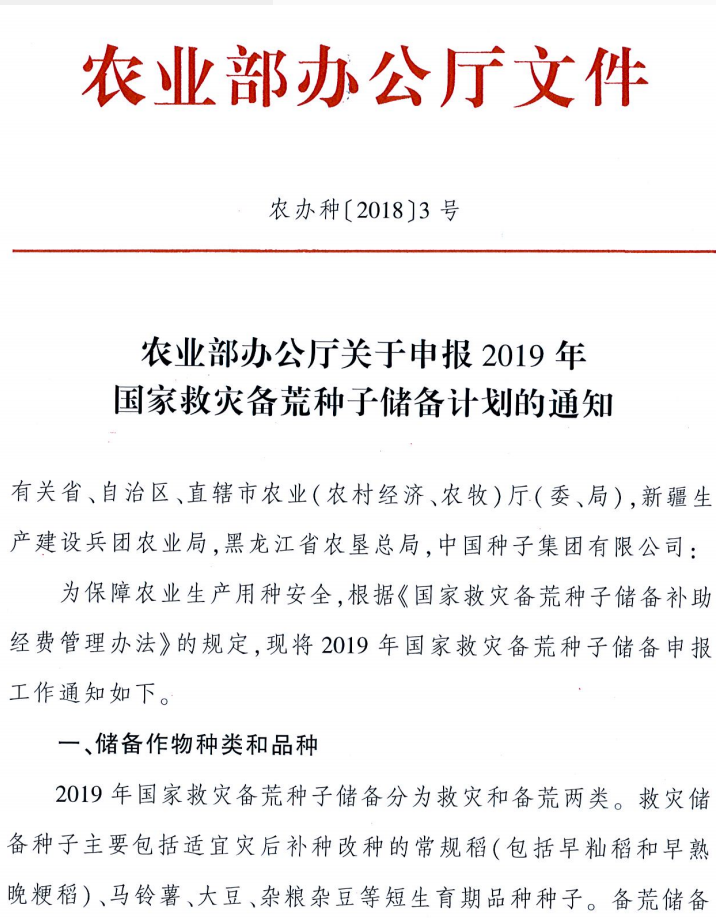 农业部办公厅文件
农办种〔2018〕3 号
农业部办公厅关于申报 2019 年
国家救灾备荒种子储备计划的通知
有关省、自治区、直辖市农业(农村经济、农牧)厅(委、局),新疆生
产建设兵团农业局,黑龙江省农垦总局,中国种子集团有限公司:
为保障农业生产用种安全,根据《国家救灾备荒种子储备补助
经费管理办法》的规定,现将 2019 年国家救灾备荒种子储备申报
工作通知如下。
一、储备作物种类和品种
2019 年国家救灾备荒种子储备分为救灾和备荒两类。救灾储
备种子主要包括适宜灾后补种改种的常规稻(包括早籼稻和早熟
晚粳稻)、马铃薯、大豆、杂粮杂豆等短生育期品种种子。备荒储备